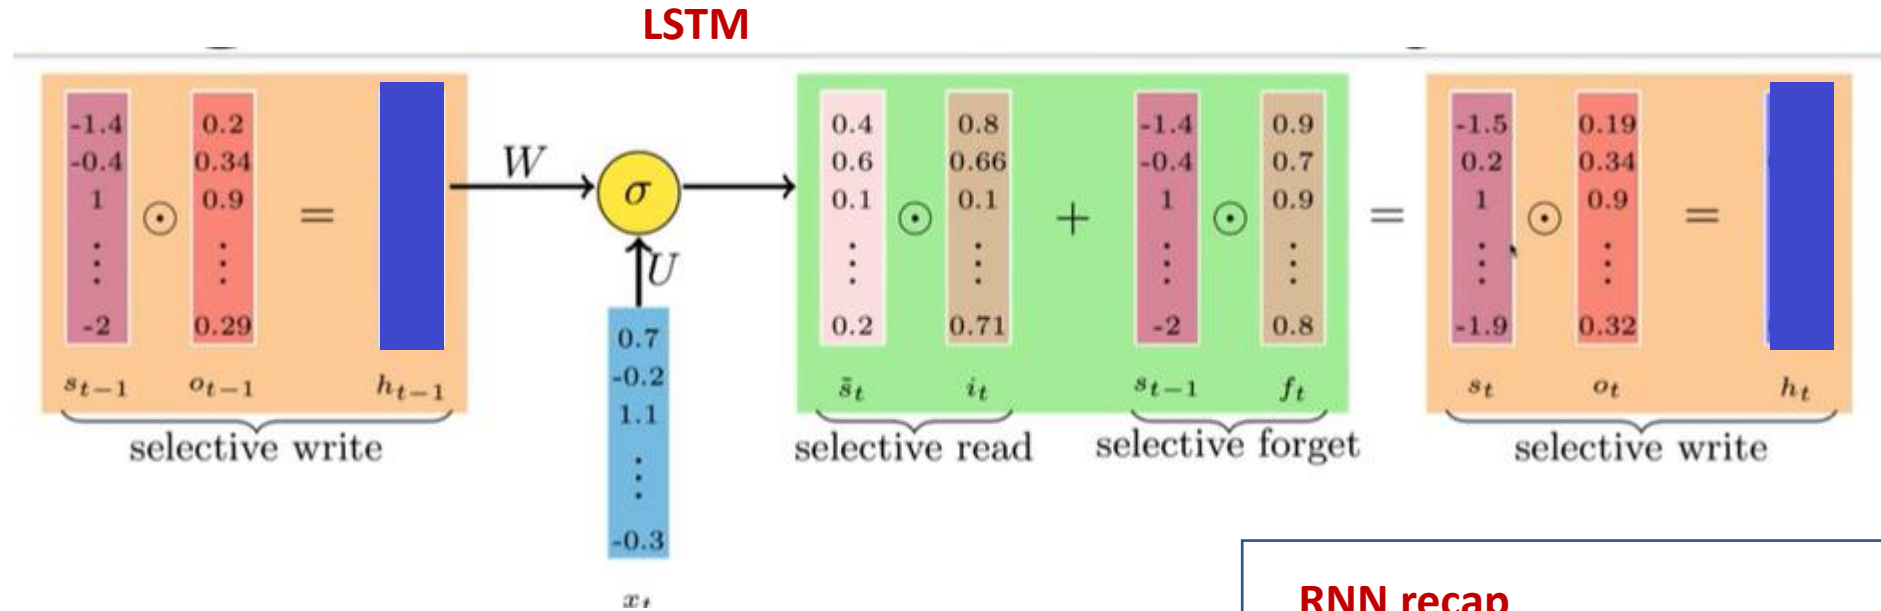 LSTM
-1.4 0.2 0.4 0.8 -1.4 0.9 -1.5 0.19
-0.4 0.34 W 0.6 0.66 -0.4 0.7 0.2 0.34
1 ⊙ 0.9 = σ 0.1 ⊙ 0.1 + 1 ⊙ 0.9 = 1 ⊙ 0.9 =
⋮ ⋮ U ⋮ ⋮ ⋮ ⋮ ⋮ ⋮
-2 0.29 0.2 0.71 -2 0.8 -1.9 0.32
s_{t-1} o_{t-1} h_{t-1} s̄_t i_t s_{t-1} f_t s_t o_t h_t
selective write selective read selective forget selective write
0.7
-0.2
1.1
⋮
-0.3
x_t
RNN recap